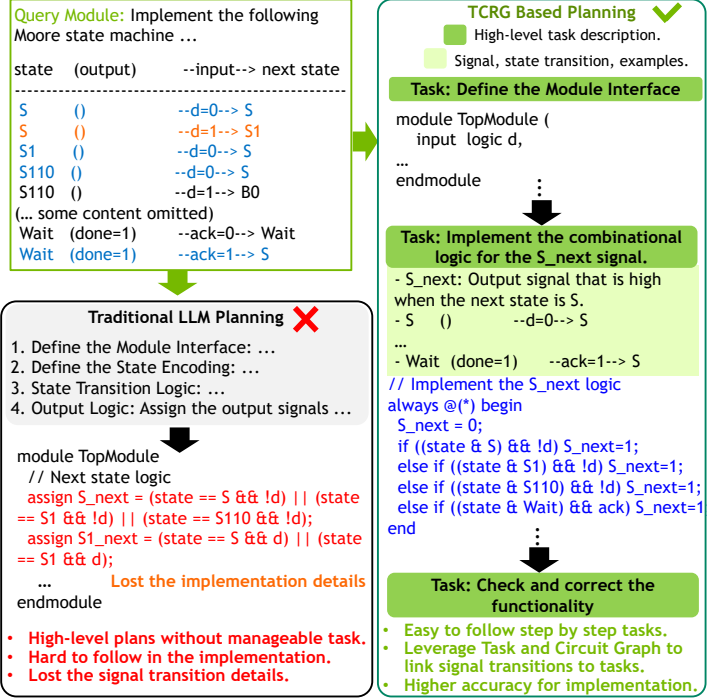 Query Module: Implement the following
Moore state machine ...
state (output) --input--> next state
--------------------------------------------
S () --d=0--> S
S () --d=1--> S1
S1 () --d=0--> S
S110 () --d=0--> S
S110 () --d=1--> B0
(... some content omitted)
Wait (done=1) --ack=0--> Wait
Wait (done=1) --ack=1--> S
Traditional LLM Planning
1. Define the Module Interface: ...
2. Define the State Encoding: ...
3. State Transition Logic: ...
4. Output Logic: Assign the output signals ...
module TopModule
// Next state logic
assign S_next = (state == S && !d) || (state
== S1 && !d) || (state == S110 && !d);
assign S1_next = (state == S && d) || (state
== S1 && d);
...
Lost the implementation details
endmodule
• High-level plans without manageable task.
• Hard to follow in the implementation.
• Lost the signal transition details.
TCRG Based Planning
High-level task description.
Signal, state transition, examples.
Task: Define the Module Interface
module TopModule (
input logic d,
...
endmodule
...
Task: Implement the combinational
logic for the S_next signal.
- S_next: Output signal that is high
when the next state is S.
- S () --d=0--> S
...
- Wait (done=1) --ack=1--> S
// Implement the S_next logic
always @(*) begin
S_next = 0;
if ((state & S) && !d) S_next=1;
else if ((state & S1) && !d) S_next=1;
else if ((state & S110) && !d) S_next=1;
else if ((state & Wait) && ack) S_next=1
end
...
Task: Check and correct the
functionality
• Easy to follow step by step tasks.
• Leverage Task and Circuit Graph to
link signal transitions to tasks.
• Higher accuracy for implementation.